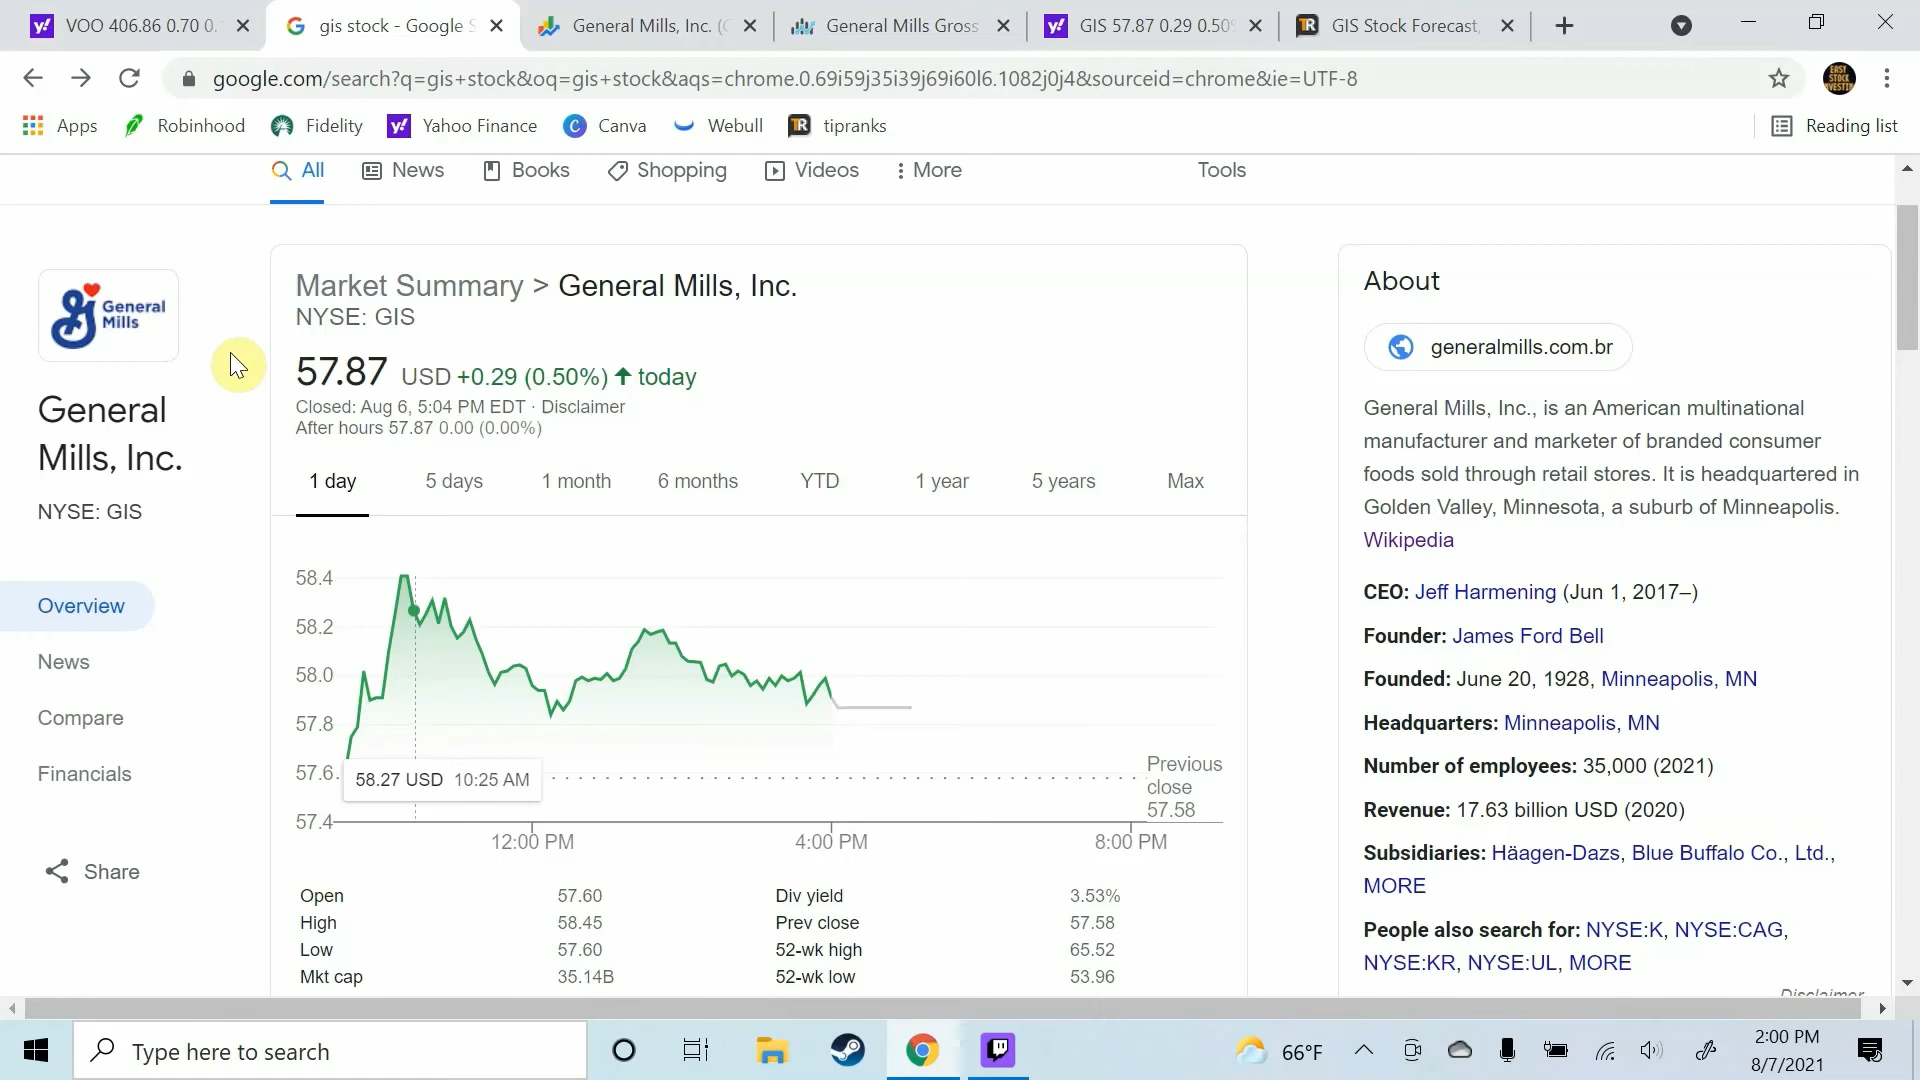 VOO 406.86 0.70 0.
gis stock - Google S
General Mills, Inc. (
General Mills Gross
GIS 57.87 0.29 0.50
GIS Stock Forecast,
google.com/search?q=gis+stock&oq=gis+stock&aqs=chrome.0.69i59j35i39j69i60l6.1082j0j4&sourceid=chrome&ie=UTF-8
EASY
STOCK
INVESTIN
Apps
Robinhood
Fidelity
Yahoo Finance
Canva
Webull
TR
tipranks
Reading list
All
News
Books
Shopping
Videos
More
Tools
General
Mills
General
Mills, Inc.
NYSE: GIS
Overview
News
Compare
Financials
Share
Market Summary > General Mills, Inc.
NYSE: GIS
57.87 USD +0.29 (0.50%) today
Closed: Aug 6, 5:04 PM EDT · Disclaimer
After hours 57.87 0.00 (0.00%)
1 day 5 days 1 month 6 months YTD 1 year 5 years Max
58.4
58.2
58.0
57.8
57.6
57.4
58.27 USD 10:25 AM
Previous
close
57.58
12:00 PM 4:00 PM 8:00 PM
Open 57.60 Div yield 3.53%
High 58.45 Prev close 57.58
Low 57.60 52-wk high 65.52
Mkt cap 35.14B 52-wk low 53.96
About
generalmills.com.br
General Mills, Inc., is an American multinational
manufacturer and marketer of branded consumer
foods sold through retail stores. It is headquartered in
Golden Valley, Minnesota, a suburb of Minneapolis.
Wikipedia
CEO: Jeff Harmening (Jun 1, 2017–)
Founder: James Ford Bell
Founded: June 20, 1928, Minneapolis, MN
Headquarters: Minneapolis, MN
Number of employees: 35,000 (2021)
Revenue: 17.63 billion USD (2020)
Subsidiaries: Häagen-Dazs, Blue Buffalo Co., Ltd.,
MORE
People also search for: NYSE:K, NYSE:CAG,
NYSE:KR, NYSE:UL, MORE
Disclaimer
Type here to search
66°F
2:00 PM
8/7/2021